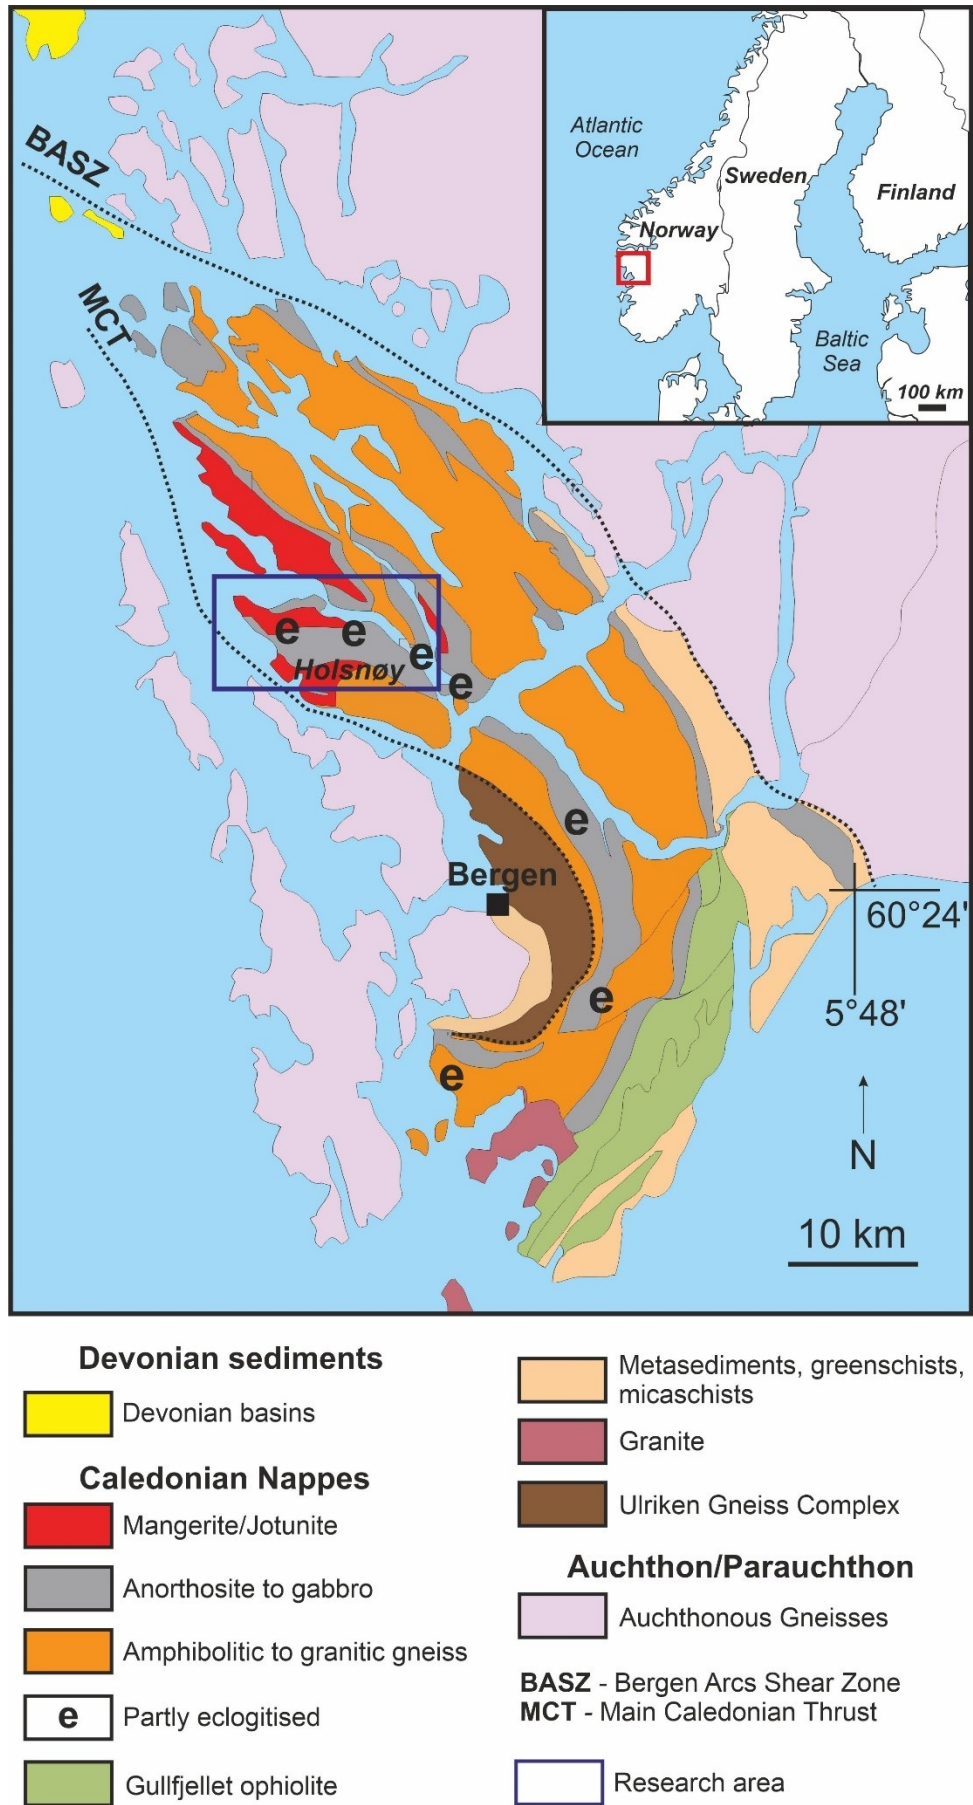 BASZ
MCT
Atlantic
Ocean
Sweden
Finland
Norway
Baltic
Sea
100 km
e
e
e
e
Holsnøy
e
Bergen
60°24'
e
5°48'
e
N
10 km
Devonian sediments
Devonian basins
Caledonian Nappes
Mangerite/Jotunite
Anorthosite to gabbro
Amphibolitic to granitic gneiss
e Partly eclogitised
Gullfjellet ophiolite
Metasediments, greenschists,
micaschists
Granite
Ulriken Gneiss Complex
Auchthon/Parauchthon
Auchthonous Gneisses
BASZ - Bergen Arcs Shear Zone
MCT - Main Caledonian Thrust
Research area